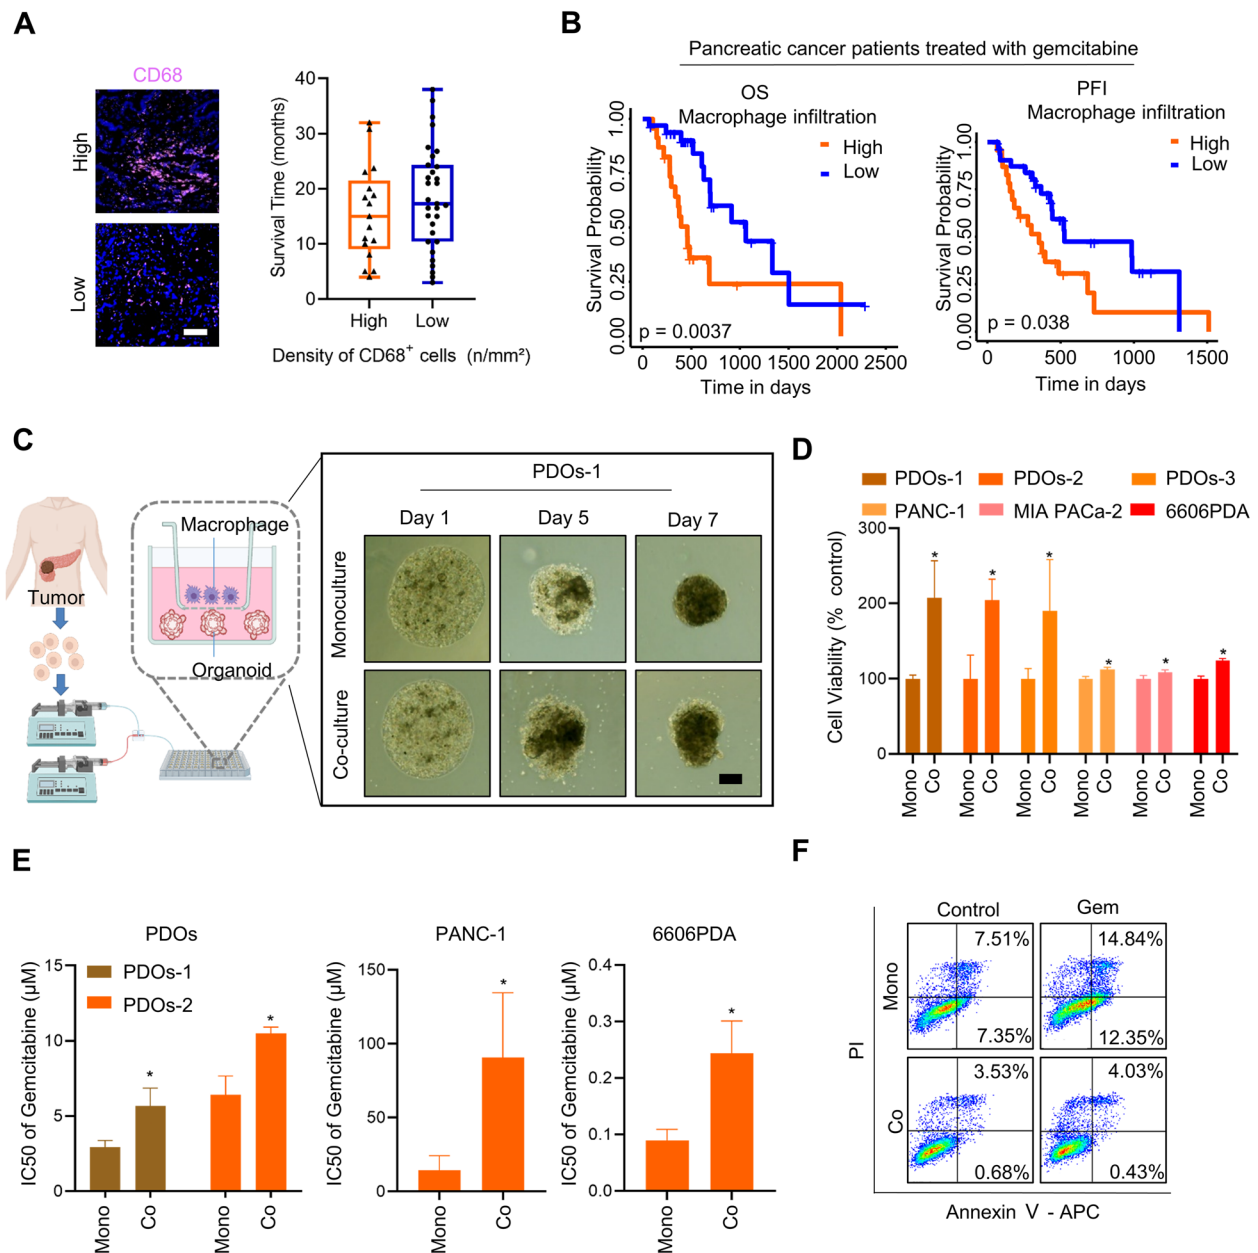 A
CD68
High
Low
Survival Time (months)
40
30
20
10
0
High
Low
Density of CD68⁺ cells (n/mm²)
B
Pancreatic cancer patients treated with gemcitabine
OS
Macrophage infiltration
High
Low
Survival Probability
1.00
0.75
0.50
0.25
0.00
p = 0.0037
0
500
1000
1500
2000
2500
Time in days
PFI
Macrophage infiltration
High
Low
Survival Probability
1.00
0.75
0.50
0.25
0.00
p = 0.038
0
500
1000
1500
Time in days
C
Tumor
Macrophage
Organoid
PDOs-1
Day 1
Day 5
Day 7
Monoculture
Co-culture
D
PDOs-1
PDOs-2
PDOs-3
PANC-1
MIA PACa-2
6606PDA
Cell Viability (% control)
300
200
100
0
*
*
*
*
*
*
Mono
Co
Mono
Co
Mono
Co
Mono
Co
Mono
Co
Mono
Co
E
PDOs
PDOs-1
PDOs-2
IC50 of Gemcitabine (μM)
15
10
5
0
*
*
Mono
Co
Mono
Co
PANC-1
IC50 of Gemcitabine (μM)
150
100
50
0
*
Mono
Co
6606PDA
IC50 of Gemcitabine (μM)
0.4
0.3
0.2
0.1
0.0
*
Mono
Co
F
Control
Gem
Mono
7.51%
14.84%
7.35%
12.35%
PI
Co
3.53%
4.03%
0.68%
0.43%
Annexin V - APC